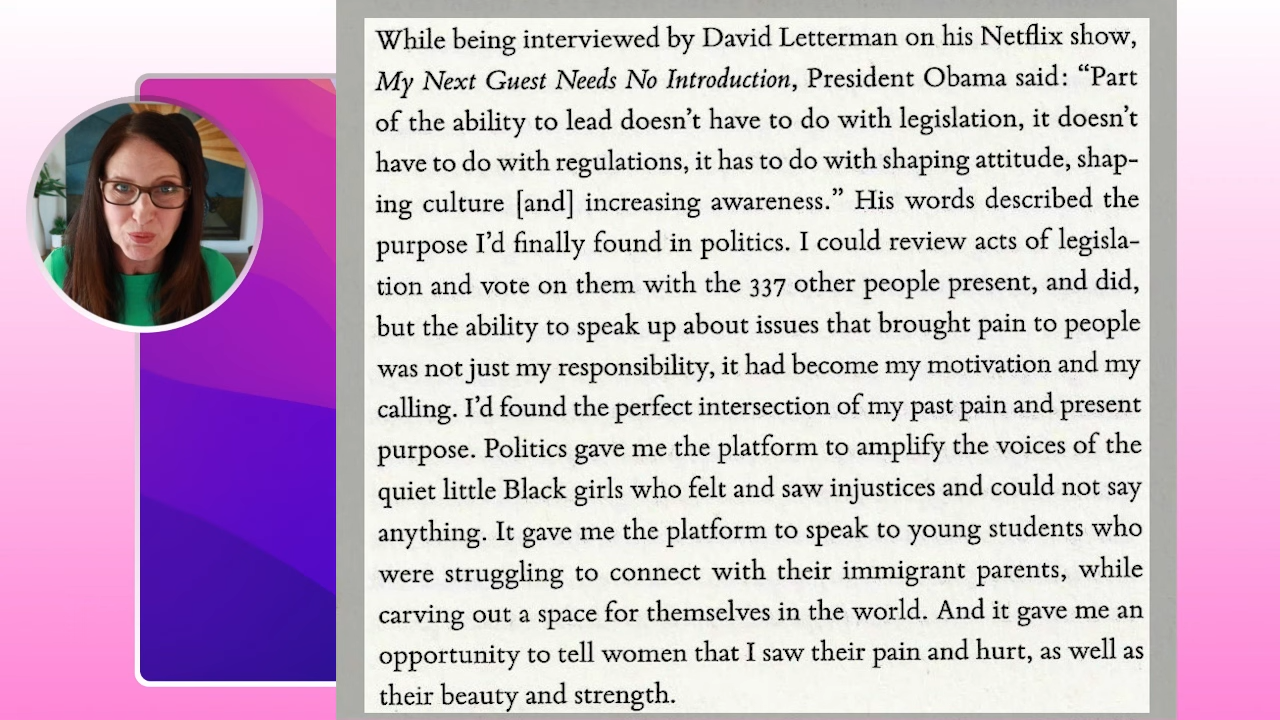 While being interviewed by David Letterman on his Netflix show,
My Next Guest Needs No Introduction, President Obama said: “Part
of the ability to lead doesn’t have to do with legislation, it doesn’t
have to do with regulations, it has to do with shaping attitude, shap-
ing culture [and] increasing awareness.” His words described the
purpose I’d finally found in politics. I could review acts of legisla-
tion and vote on them with the 337 other people present, and did,
but the ability to speak up about issues that brought pain to people
was not just my responsibility, it had become my motivation and my
calling. I’d found the perfect intersection of my past pain and present
purpose. Politics gave me the platform to amplify the voices of the
quiet little Black girls who felt and saw injustices and could not say
anything. It gave me the platform to speak to young students who
were struggling to connect with their immigrant parents, while
carving out a space for themselves in the world. And it gave me an
opportunity to tell women that I saw their pain and hurt, as well as
their beauty and strength.